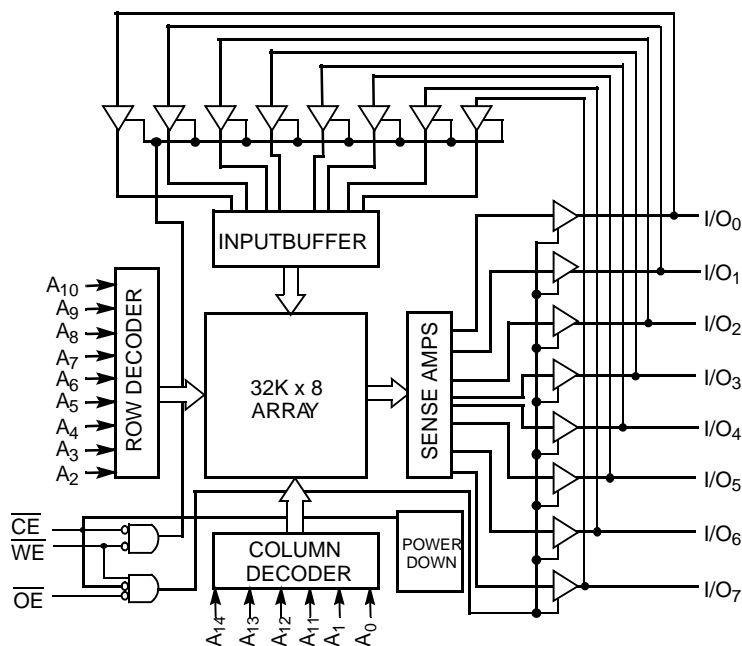 INPUTBUFFER
I/O0
I/O1
I/O2
I/O3
I/O4
I/O5
I/O6
I/O7
A10
A9
A8
A7
A6
A5
A4
A3
A2
ROW DECODER
32K x 8
ARRAY
SENSE AMPS
CE
WE
OE
COLUMN
DECODER
POWER
DOWN
A14
A13
A12
A11
A1
A0